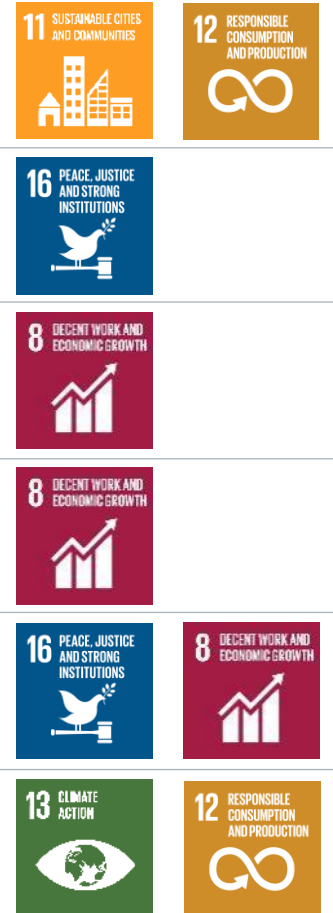 11 SUSTAINABLE CITIES
AND COMMUNITIES
12 RESPONSIBLE
CONSUMPTION
AND PRODUCTION
16 PEACE, JUSTICE
AND STRONG
INSTITUTIONS
8 DECENT WORK AND
ECONOMIC GROWTH
8 DECENT WORK AND
ECONOMIC GROWTH
16 PEACE, JUSTICE
AND STRONG
INSTITUTIONS
8 DECENT WORK AND
ECONOMIC GROWTH
13 CLIMATE
ACTION
12 RESPONSIBLE
CONSUMPTION
AND PRODUCTION